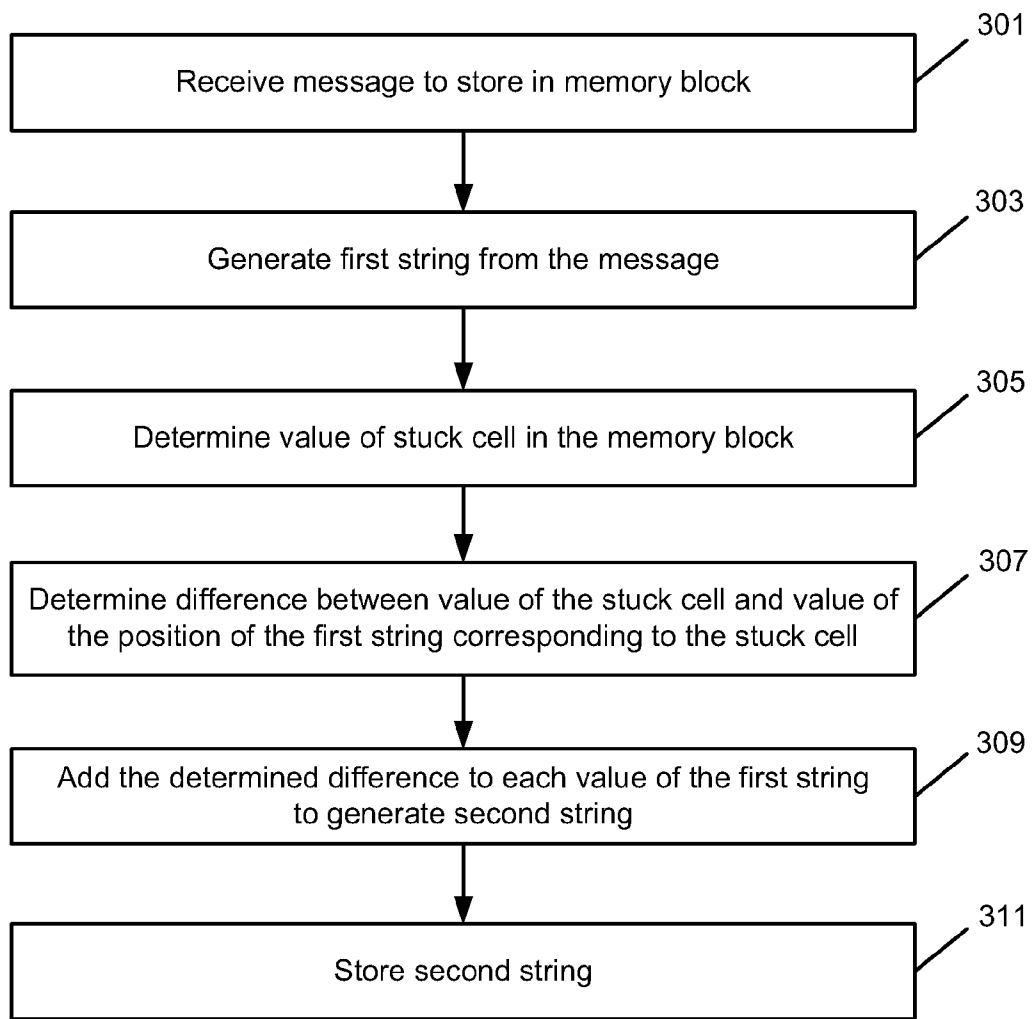 301
Receive message to store in memory block
303
Generate first string from the message
305
Determine value of stuck cell in the memory block
307
Determine difference between value of the stuck cell and value of
the position of the first string corresponding to the stuck cell
309
Add the determined difference to each value of the first string
to generate second string
311
Store second string